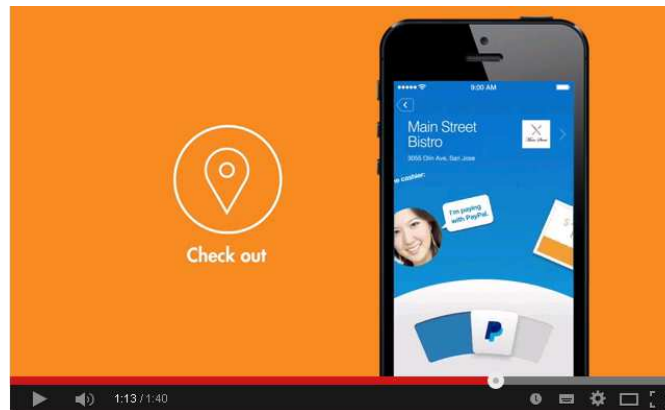 9:00 AM
Main Street
Bistro
3055 Olin Ave, San Jose
e cashier:
I'm paying
with PayPal.
Check out
1:13 / 1:40